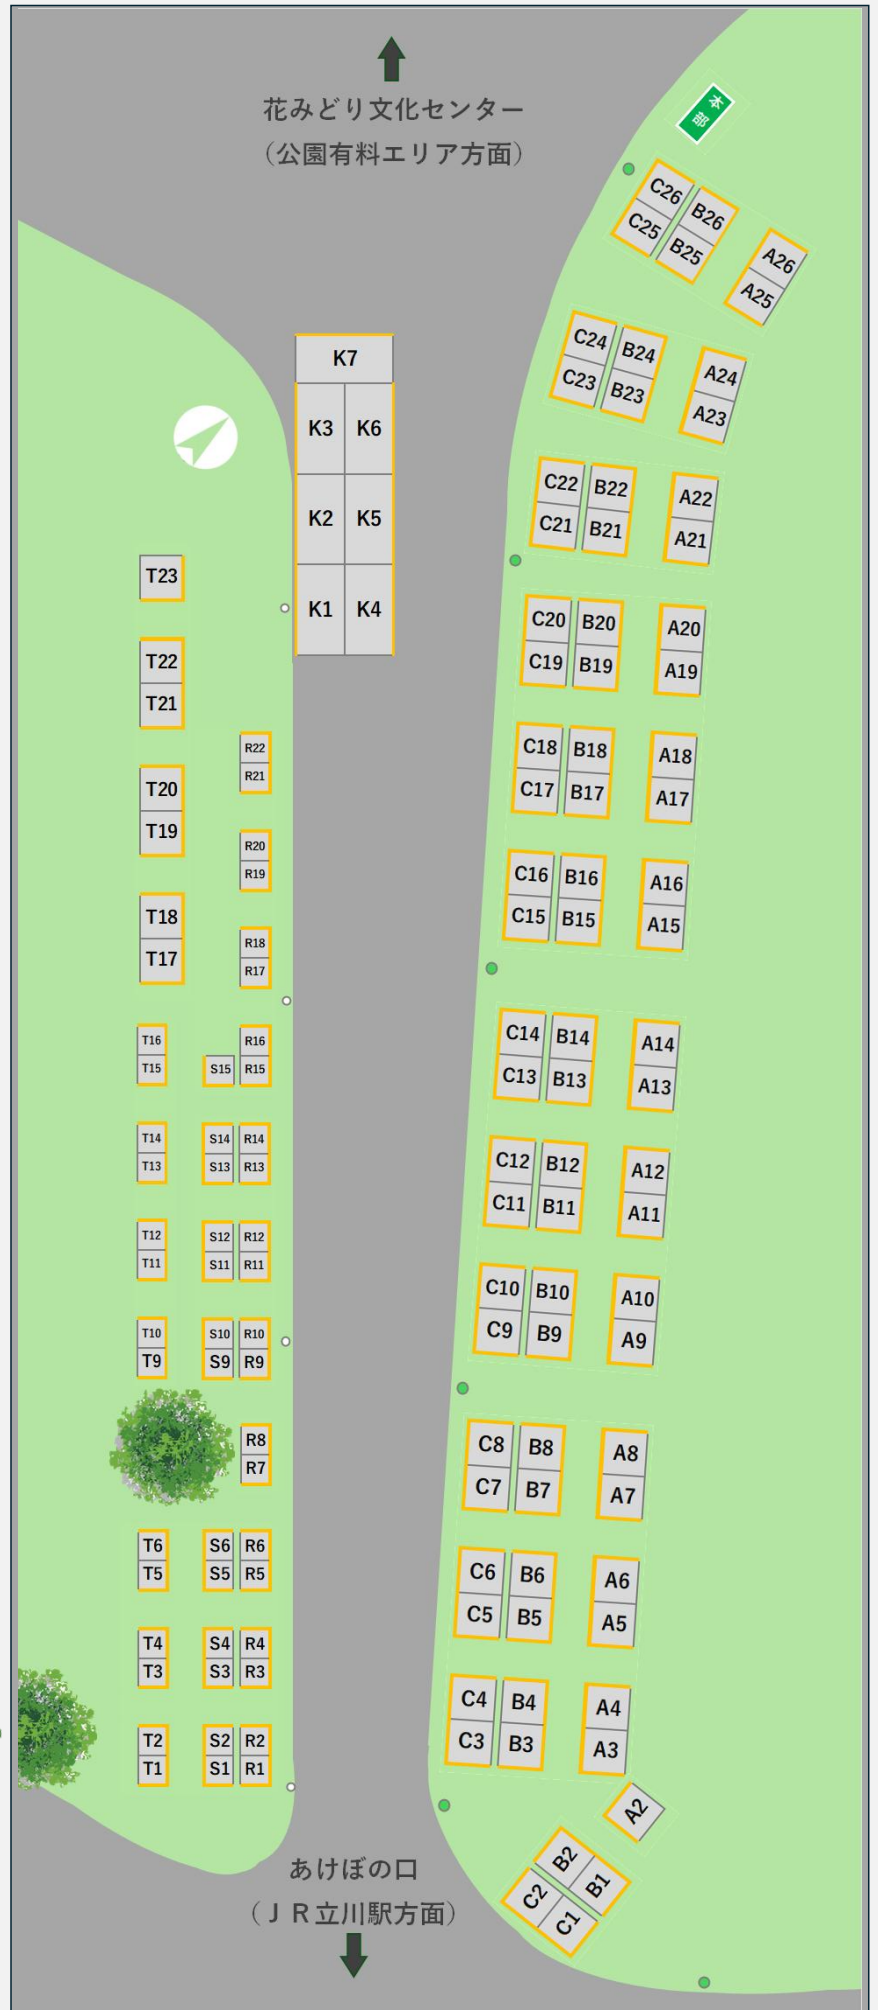 花みどり文化センター
（公園有料エリア方面）
本部
C26 B26
C25 B25
A26
A25
C24 B24 A24
C23 B23 A23
K7
K3 K6
K2 K5
K1 K4
C22 B22 A22
C21 B21 A21
T23
C20 B20 A20
C19 B19 A19
T22
T21
R22
R21
C18 B18 A18
C17 B17 A17
T20
T19
R20
R19
C16 B16 A16
C15 B15 A15
T18
T17
R18
R17
T16 R16
T15 S15 R15
C14 B14 A14
C13 B13 A13
T14 S14 R14
T13 S13 R13
C12 B12 A12
C11 B11 A11
T12 S12 R12
T11 S11 R11
C10 B10 A10
C9 B9 A9
T10 S10 R10
T9 S9 R9
R8
R7
C8 B8 A8
C7 B7 A7
T6 S6 R6
T5 S5 R5
C6 B6 A6
C5 B5 A5
T4 S4 R4
T3 S3 R3
C4 B4 A4
C3 B3 A3
T2 S2 R2
T1 S1 R1
A2
B2 B1
C2 C1
あけぼの口
（ＪＲ立川駅方面）